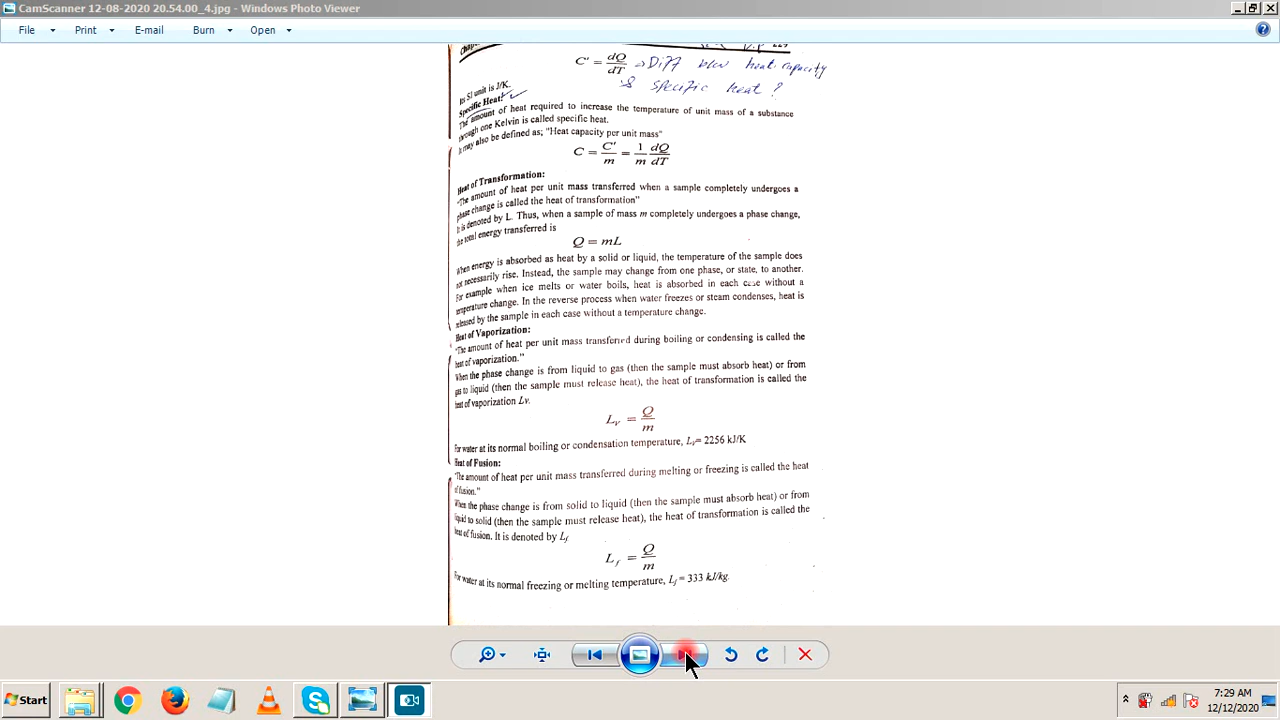 CamScanner 12-08-2020 20.54.00_4.jpg - Windows Photo Viewer
File Print E-mail Burn Open
C' = dQ/dT → Diff b/w heat capacity
& specific heat ?
Its SI unit is J/K.
Specific Heat:
The amount of heat required to increase the temperature of unit mass of a substance
through one Kelvin is called specific heat.
It may also be defined as; "Heat capacity per unit mass"
C = C'/m = 1/m dQ/dT
Heat of Transformation:
"The amount of heat per unit mass transferred when a sample completely undergoes a
phase change is called the heat of transformation"
It is denoted by L. Thus, when a sample of mass m completely undergoes a phase change,
the total energy transferred is
Q = mL
When energy is absorbed as heat by a solid or liquid, the temperature of the sample does
not necessarily rise. Instead, the sample may change from one phase, or state, to another.
For example when ice melts or water boils, heat is absorbed in each case without a
temperature change. In the reverse process when water freezes or steam condenses, heat is
released by the sample in each case without a temperature change.
Heat of Vaporization:
"The amount of heat per unit mass transferred during boiling or condensing is called the
heat of vaporization."
When the phase change is from liquid to gas (then the sample must absorb heat) or from
gas to liquid (then the sample must release heat), the heat of transformation is called the
heat of vaporization Lv.
Lv = Q/m
For water at its normal boiling or condensation temperature, Lv= 2256 kJ/K
Heat of Fusion:
"The amount of heat per unit mass transferred during melting or freezing is called the heat
of fusion."
When the phase change is from solid to liquid (then the sample must absorb heat) or from
liquid to solid (then the sample must release heat), the heat of transformation is called the
heat of fusion. It is denoted by Lf
Lf = Q/m
For water at its normal freezing or melting temperature, Lf = 333 kJ/kg.
Start
7:29 AM
12/12/2020